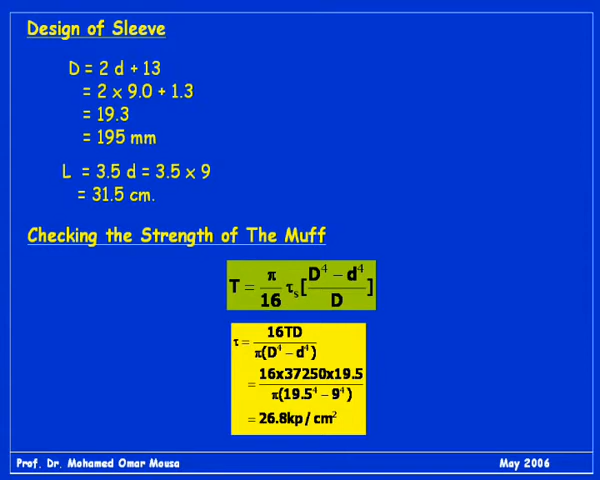 Design of Sleeve
D = 2 d + 13
= 2 x 9.0 + 1.3
= 19.3
= 195 mm
L = 3.5 d = 3.5 x 9
= 31.5 cm.
Checking the Strength of The Muff
T = π/16 τₛ[(D⁴ − d⁴)/D]
τ = 16TD/π(D⁴ − d⁴)
= 16x37250x19.5/π(19.5⁴ − 9⁴)
= 26.8kp/cm²
Prof. Dr. Mohamed Omar Mousa May 2006